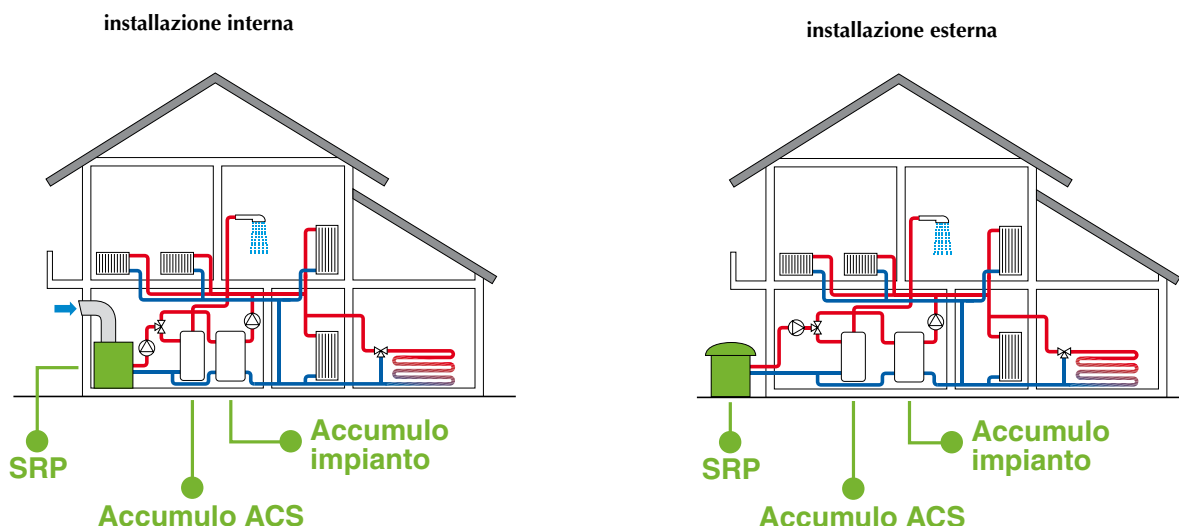 installazione interna
installazione esterna
SRP
Accumulo
impianto
Accumulo ACS
SRP
Accumulo
impianto
Accumulo ACS